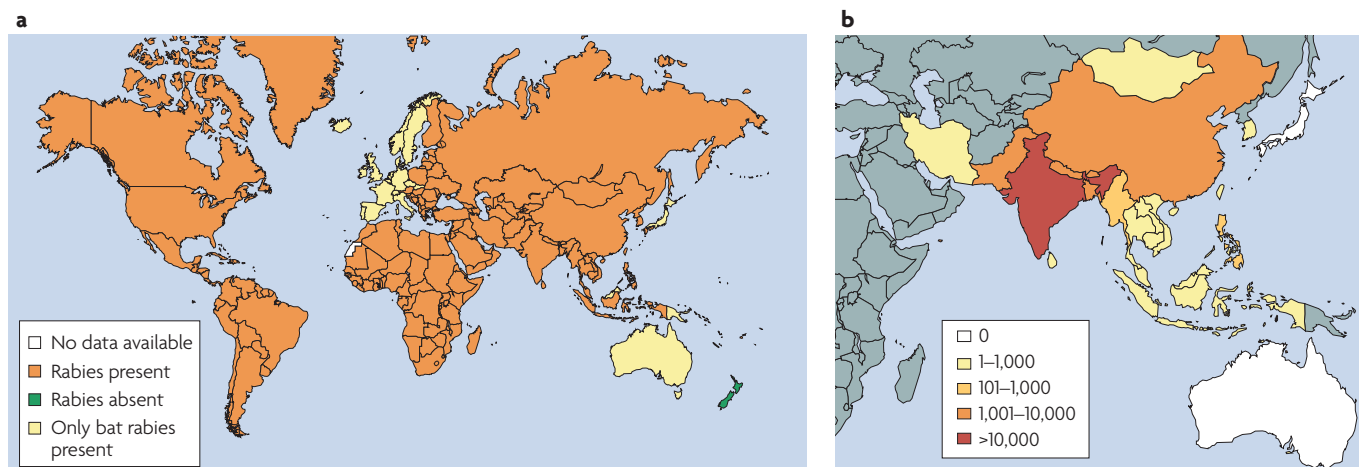 a
No data available
Rabies present
Rabies absent
Only bat rabies
present
b
0
1–1,000
101–1,000
1,001–10,000
>10,000